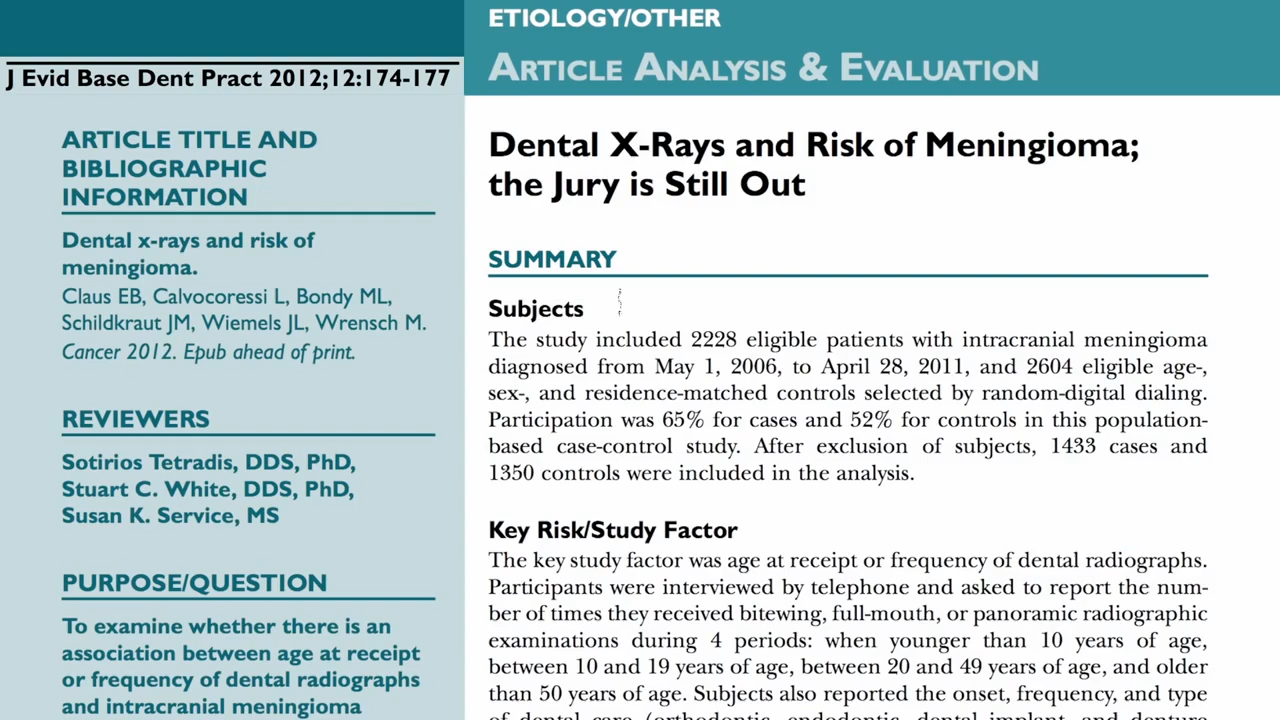 ETIOLOGY/OTHER
ARTICLE ANALYSIS & EVALUATION
J Evid Base Dent Pract 2012;12:174-177
ARTICLE TITLE AND
BIBLIOGRAPHIC
INFORMATION
Dental x-rays and risk of
meningioma.
Claus EB, Calvocoressi L, Bondy ML,
Schildkraut JM, Wiemels JL, Wrensch M.
Cancer 2012. Epub ahead of print.
REVIEWERS
Sotirios Tetradis, DDS, PhD,
Stuart C. White, DDS, PhD,
Susan K. Service, MS
PURPOSE/QUESTION
To examine whether there is an
association between age at receipt
or frequency of dental radiographs
and intracranial meningioma
Dental X-Rays and Risk of Meningioma;
the Jury is Still Out
SUMMARY
Subjects
The study included 2228 eligible patients with intracranial meningioma
diagnosed from May 1, 2006, to April 28, 2011, and 2604 eligible age-,
sex-, and residence-matched controls selected by random-digital dialing.
Participation was 65% for cases and 52% for controls in this population-
based case-control study. After exclusion of subjects, 1433 cases and
1350 controls were included in the analysis.
Key Risk/Study Factor
The key study factor was age at receipt or frequency of dental radiographs.
Participants were interviewed by telephone and asked to report the num-
ber of times they received bitewing, full-mouth, or panoramic radiographic
examinations during 4 periods: when younger than 10 years of age,
between 10 and 19 years of age, between 20 and 49 years of age, and older
than 50 years of age. Subjects also reported the onset, frequency, and type
of dental care (orthodontic, endodontic, dental implant, and denture